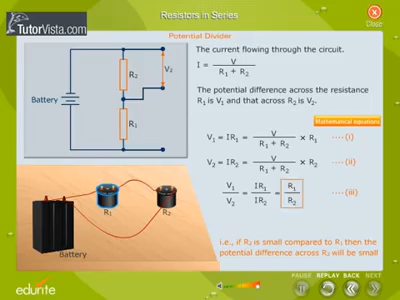 Resistors in Series
TutorVista.com
Close
Potential Divider
R₂
V₂
Battery
R₁
The current flowing through the circuit.
I = V / R₁ + R₂
The potential difference across the resistance
R₁ is V₁ and that across R₂ is V₂.
Mathematical equations
V₁ = IR₁ = V / R₁ + R₂ × R₁ ····(i)
V₂ = IR₂ = V / R₁ + R₂ × R₂ ····(ii)
V₁ / V₂ = IR₁ / IR₂ = R₁ / R₂ ····(iii)
R₁
R₂
Battery
i.e., if R₂ is small compared to R₁ then the
potential difference across R₂ will be small
edurite
PAUSE REPLAY BACK NEXT